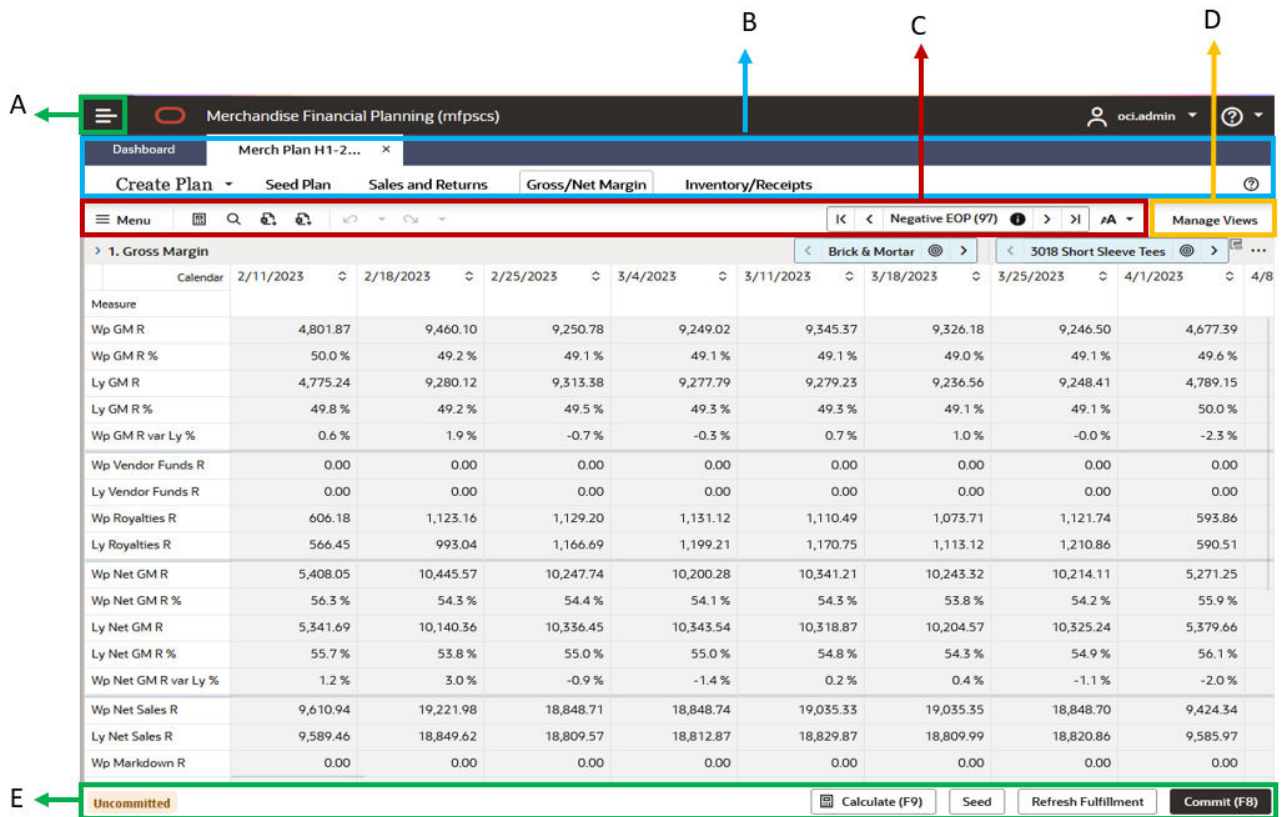 B
C
D
A
Merchandise Financial Planning (mfpscs) oci.admin
Dashboard Merch Plan H1-2... ×
Create Plan Seed Plan Sales and Returns Gross/Net Margin Inventory/Receipts
Menu Negative EOP (97) AA Manage Views
1. Gross Margin Brick & Mortar 3018 Short Sleeve Tees ...
Calendar 2/11/2023 2/18/2023 2/25/2023 3/4/2023 3/11/2023 3/18/2023 3/25/2023 4/1/2023 4/8
Measure
Wp GM R 4,801.87 9,460.10 9,250.78 9,249.02 9,345.37 9,326.18 9,246.50 4,677.39
Wp GM R % 50.0 % 49.2 % 49.1 % 49.1 % 49.1 % 49.0 % 49.1 % 49.6 %
Ly GM R 4,775.24 9,280.12 9,313.38 9,277.79 9,279.23 9,236.56 9,248.41 4,789.15
Ly GM R % 49.8 % 49.2 % 49.5 % 49.3 % 49.3 % 49.1 % 49.1 % 50.0 %
Wp GM R var Ly % 0.6 % 1.9 % -0.7 % -0.3 % 0.7 % 1.0 % -0.0 % -2.3 %
Wp Vendor Funds R 0.00 0.00 0.00 0.00 0.00 0.00 0.00 0.00
Ly Vendor Funds R 0.00 0.00 0.00 0.00 0.00 0.00 0.00 0.00
Wp Royalties R 606.18 1,123.16 1,129.20 1,131.12 1,110.49 1,073.71 1,121.74 593.86
Ly Royalties R 566.45 993.04 1,166.69 1,199.21 1,170.75 1,113.12 1,210.86 590.51
Wp Net GM R 5,408.05 10,445.57 10,247.74 10,200.28 10,341.21 10,243.32 10,214.11 5,271.25
Wp Net GM R % 56.3 % 54.3 % 54.4 % 54.1 % 54.3 % 53.8 % 54.2 % 55.9 %
Ly Net GM R 5,341.69 10,140.36 10,336.45 10,343.54 10,318.87 10,204.57 10,325.24 5,379.66
Ly Net GM R % 55.7 % 53.8 % 55.0 % 55.0 % 54.8 % 54.3 % 54.9 % 56.1 %
Wp Net GM R var Ly % 1.2 % 3.0 % -0.9 % -1.4 % 0.2 % 0.4 % -1.1 % -2.0 %
Wp Net Sales R 9,610.94 19,221.98 18,848.71 18,848.74 19,035.33 19,035.35 18,848.70 9,424.34
Ly Net Sales R 9,589.46 18,849.62 18,809.57 18,812.87 18,829.87 18,809.99 18,820.86 9,585.97
Wp Markdown R 0.00 0.00 0.00 0.00 0.00 0.00 0.00 0.00
E
Uncommitted Calculate (F9) Seed Refresh Fulfillment Commit (F8)